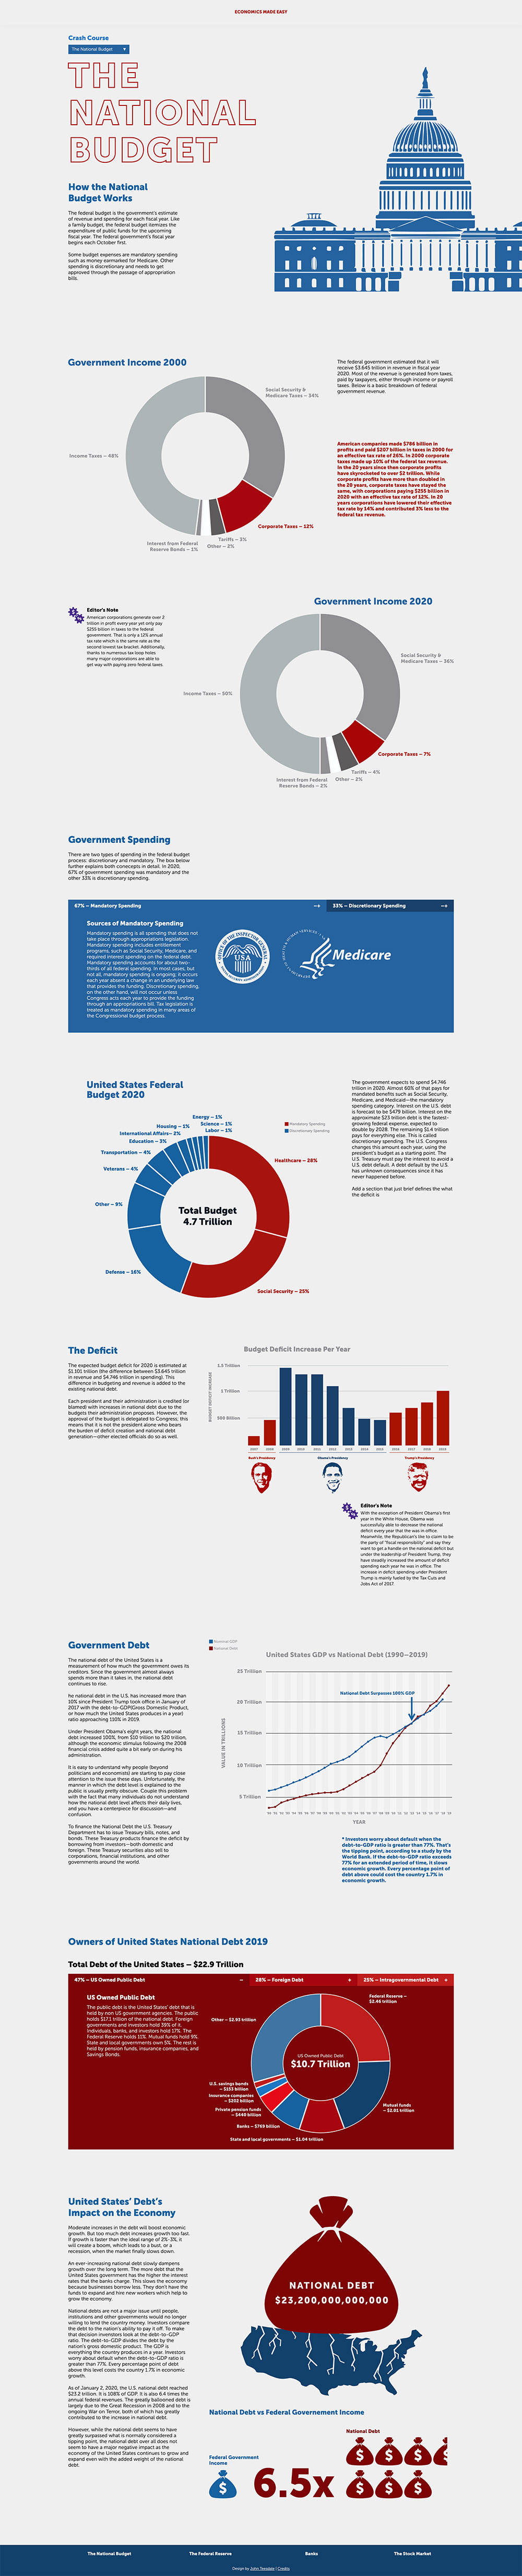 ECONOMICS MADE EASY
Crash Course
The National Budget
THE
NATIONAL
BUDGET
How the National
Budget Works
The federal budget is the government's estimate
of revenue and spending for each fiscal year. Like
a family budget, the federal budget itemizes the
expenditure of public funds for the upcoming
fiscal year. The federal government's fiscal year
begins each October first.
Some budget expenses are mandatory spending
such as money earmarked for Medicare. Other
spending is discretionary and needs to get
approved through the passage of appropriation
bills.
Government Income 2000
Social Security &
Medicare Taxes – 34%
Income Taxes – 48%
Corporate Taxes – 12%
Tariffs – 3%
Other – 2%
Interest from Federal
Reserve Bonds – 1%
The federal government estimated that it will
receive $3.645 trillion in revenue in fiscal year
2020. Most of the revenue is generated from taxes,
paid by taxpayers, either through income or payroll
taxes. Below is a basic breakdown of federal
government revenue.
American companies made $786 billion in
profits and paid $207 billion in taxes in 2000 for
an effective tax rate of 26%. In 2000 corporate
taxes made up 10% of the federal tax revenue.
In the 20 years since then corporate profits
have skyrocketed to over $2 trillion. While
corporate profits have more than doubled in
the 20 years, corporate taxes have stayed the
same, with corporations paying $255 billion in
2020 with an effective tax rate of 12%. In 20
years corporations have lowered their effective
tax rate by 14% and contributed 3% less to the
federal tax revenue.
Government Income 2020
Editor's Note
American corporations generate over 2
trillion in profit every year yet only pay
$255 billion in taxes to the federal
government. That is only a 12% annual
tax rate which is the same rate as the
second lowest tax bracket. Additionally,
thanks to numerous tax loop holes
many major corporations are able to
get way with paying zero federal taxes.
Social Security &
Medicare Taxes – 36%
Income Taxes – 50%
Corporate Taxes – 7%
Tariffs – 4%
Other – 2%
Interest from Federal
Reserve Bonds – 2%
Government Spending
There are two types of spending in the federal budget
process: discretionary and mandatory. The box below
further explains both concepts in detail. In 2020,
67% of government spending was mandatory and the
other 33% is discretionary spending.
67% – Mandatory Spending →
33% – Discretionary Spending →
Sources of Mandatory Spending
Mandatory spending is all spending that does not
take place through appropriations legislation.
Mandatory spending includes entitlement
programs, such as Social Security, Medicare, and
required interest spending on the federal debt.
Mandatory spending accounts for about two-
thirds of all federal spending. In most cases, but
not all, mandatory spending is ongoing; it occurs
each year absent a change in an underlying law
that provides the funding. Discretionary spending,
on the other hand, will not occur unless
Congress acts each year to provide the funding
through an appropriations bill. Tax legislation is
treated as mandatory spending in many areas of
the Congressional budget process.
OFFICE OF THE INSPECTOR GENERAL
USA
SOCIAL SECURITY ADMINISTRATION
Medicare
United States Federal
Budget 2020
Mandatory Spending
Discretionary Spending
Energy – 1%
Science – 1%
Housing – 1%
Labor – 1%
International Affairs– 2%
Education – 3%
Transportation – 4%
Veterans – 4%
Other – 9%
Defense – 16%
Healthcare – 28%
Social Security – 25%
Total Budget
4.7 Trillion
The government expects to spend $4.746
trillion in 2020. Almost 60% of that pays for
mandated benefits such as Social Security,
Medicare, and Medicaid—the mandatory
spending category. Interest on the U.S. debt
is forecast to be $479 billion. Interest on the
approximate $23 trillion debt is the fastest-
growing federal expense, expected to
double by 2028. The remaining $1.4 trillion
pays for everything else. This is called
discretionary spending. The U.S. Congress
changes this amount each year, using the
president's budget as a starting point. The
U.S. Treasury must pay the interest to avoid a
U.S. debt default. A debt default by the U.S.
has unknown consequences since it has
never happened before.
Add a section that just brief defines the what
the deficit is
The Deficit
The expected budget deficit for 2020 is estimated at
$1.101 trillion (the difference between $3.645 trillion
in revenue and $4.746 trillion in spending). This
difference in budgeting and revenue is added to the
existing national debt.
Each president and their administration is credited (or
blamed) with increases in national debt due to the
budgets their administration proposes. However the
approval of the budget is delegated to Congress; this
means that it is not the president alone who bears
the burden of deficit creation and national debt
generation—other elected officials do so as well.
Budget Deficit Increase Per Year
BUDGET DEFICIT INCREASE
1.5 Trillion
1 Trillion
500 Billion
2007 2008 2009 2010 2011 2012 2013 2014 2015 2016 2017 2018 2019
Bush's Presidency
Obama's Presidency
Trump's Presidency
Editor's Note
With the exception of President Obama's first
year in the White House, Obama was
successfully able to decrease the national
deficit every year that the was in office.
Meanwhile, the Republican's like to claim to be
the party of "fiscal responsibility" and say they
want to get a handle on the national deficit but
under the leadership of President Trump, they
have steadily increased the amount of deficit
spending each year he was in office. The
increase in deficit spending under President
Trump is mainly fueled by the Tax Cuts and
Jobs Act of 2017.
Government Debt
The national debt of the United States is a
measurement of how much the government owes its
creditors. Since the government almost always
spends more than it takes in, the national debt
continues to rise.
he national debt in the U.S. has increased more than
10% since President Trump took office in January of
2017 with the debt-to-GDP(Gross Domestic Product,
or how much the United States produces in a year)
ratio approaching 110% in 2019.
Under President Obama's eight years, the national
debt increased 100%, from $10 trillion to $20 trillion,
although the economic stimulus following the 2008
financial crisis added quite a bit early on during his
administration.
It is easy to understand why people (beyond
politicians and economists) are starting to pay close
attention to the issue these days. Unfortunately, the
manner in which the debt level is explained to the
public is usually pretty obscure. Couple this problem
with the fact that many individuals do not understand
how the national debt level affects their daily lives,
and you have a centerpiece for discussion—and
confusion.
To finance the National Debt the U.S. Treasury
Department has to issue Treasury bills, notes, and
bonds. These Treasury products finance the deficit by
borrowing from investors—both domestic and
foreign. These Treasury securities also sell to
corporations, financial institutions, and other
governments around the world.
National GDP
National Debt
United States GDP vs National Debt (1990–2019)
VALUE IN TRILLIONS
25 Trillion
20 Trillion
15 Trillion
10 Trillion
5 Trillion
National Debt Surpasses 100% GDP
YEAR
* Investors worry about default when the
debt-to-GDP ratio is greater than 77%. That's
the tipping point, according to a study by the
World Bank. If the debt-to-GDP ratio exceeds
77% for an extended period of time, it slows
economic growth. Every percentage point of
debt above could cost the country 1.7% in
economic growth.
Owners of United States National Debt 2019
Total Debt of the Unites States – $22.9 Trillion
47% – US Owned Public Debt –
28% – Foreign Debt +
25% – Intragovernmental Debt +
US Owned Public Debt
The public debt is the United States' debt that is
held by non US government agencies. The public
holds $17.1 trillion of the national debt. Foreign
governments and investors hold 39% of it
individuals, banks, and investors hold 17%. The
Federal Reserve holds 11%. Mutual funds hold 9%.
State and local governments own 5%. The rest is
held by pension funds, insurance companies, and
Savings Bonds.
Federal Reserve –
$2.46 trillion
Other – $2.93 trillion
U.S. savings bonds
– $153 billion
Insurance companies
– $202 billion
Private pension funds
– $440 billion
Banks – $769 billion
State and lacal governments – $1.04 trillion
Mutual funds
– $2.01 trillion
US Owned Public Debt
$10.7 Trillion
United States' Debt's
Impact on the Economy
Moderate increases in the debt will boost economic
growth. But too much debt increases growth too fast.
If growth is faster than the ideal range of 2%-3%, it
will create a boom, which leads to a bust, or a
recession, when the market finally slows down.
An ever-increasing national debt slowly dampens
growth over the long term. The more debt that the
United States government has the higher the interest
rates that the banks charge. This slows the economy
because businesses borrow less. They don't have the
funds to expand and hire new workers which help to
grow the economy.
National debts are not a major issue until people,
institutions and other governments would no longer
willing to lend the country money. Investors compare
the debt to the nation's ability to pay it off. To make
that decision investors look at the debt-to-GDP
ratio. The debt-to-GDP divides the debt by the
nation's gross domestic product. The GDP is
everything the country produces in a year. Investors
worry about default when the debt-to-GDP ratio is
greater than 77%. Every percentage point of debt
above this level costs the country 1.7% in economic
growth.
As of January 2, 2020, the U.S. national debt reached
$23.2 trillion. It is 108% of GDP. It is also 6.4 times the
annual federal revenues. The greatly ballooned debt is
largely due to the Great Recession in 2008 and to the
ongoing War on Terror, both of which has greatly
contributed to the increase in national debt.
However, while the national debt seems to have
greatly surpassed what is normally considered a
tipping point, the national debt over all does not
seem to have a major negative impact as the
economy of the United States continues to grow and
expand even with the added weight of the national
debt.
NATIONAL DEBT
$23,200,000,000,000
National Debt vs Federal Governement Income
National Debt
Federal Government
Income
6.5x
The National Budget
The Federal Reserve
Banks
The Stock Market
Design by John Teesdale | Credits